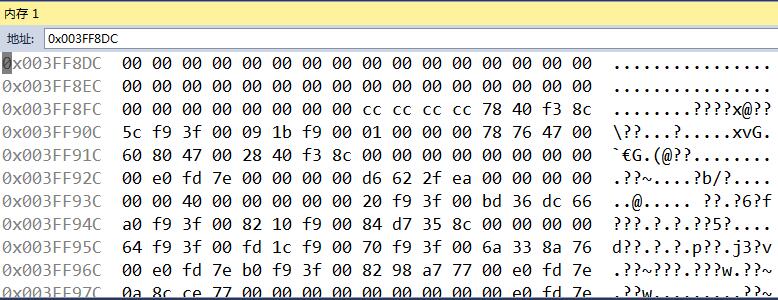 内存 1
地址: 0x003FF8DC
0x003FF8DC 00 00 00 00 00 00 00 00 00 00 00 00 00 00 00 00 ................
0x003FF8EC 00 00 00 00 00 00 00 00 00 00 00 00 00 00 00 00 ................
0x003FF8FC 00 00 00 00 00 00 00 00 cc cc cc cc 78 40 f3 8c ........????x@??
0x003FF90C 5c f9 3f 00 09 1b f9 00 01 00 00 00 78 76 47 00 \??...?.....xvG.
0x003FF91C 60 80 47 00 28 40 f3 8c 00 00 00 00 00 00 00 00 `€G.(@??........
0x003FF92C 00 e0 fd 7e 00 00 00 00 d6 62 2f ea 00 00 00 00 .??~....?b/?....
0x003FF93C 00 00 40 00 00 00 00 00 20 f9 3f 00 bd 36 dc 66 ..@..... ??.?6?f
0x003FF94C a0 f9 3f 00 82 10 f9 00 84 d7 35 8c 00 00 00 00 ???.?.?.??5?....
0x003FF95C 64 f9 3f 00 fd 1c f9 00 70 f9 3f 00 6a 33 8a 76 d??.?.?.p??.j3?v
0x003FF96C 00 e0 fd 7e b0 f9 3f 00 82 98 a7 77 00 e0 fd 7e .??~???.???w.??~
0x003FF97C 0a 8c ce 77 00 00 00 00 00 00 00 00 00 e0 fd 7e .??w.........??~